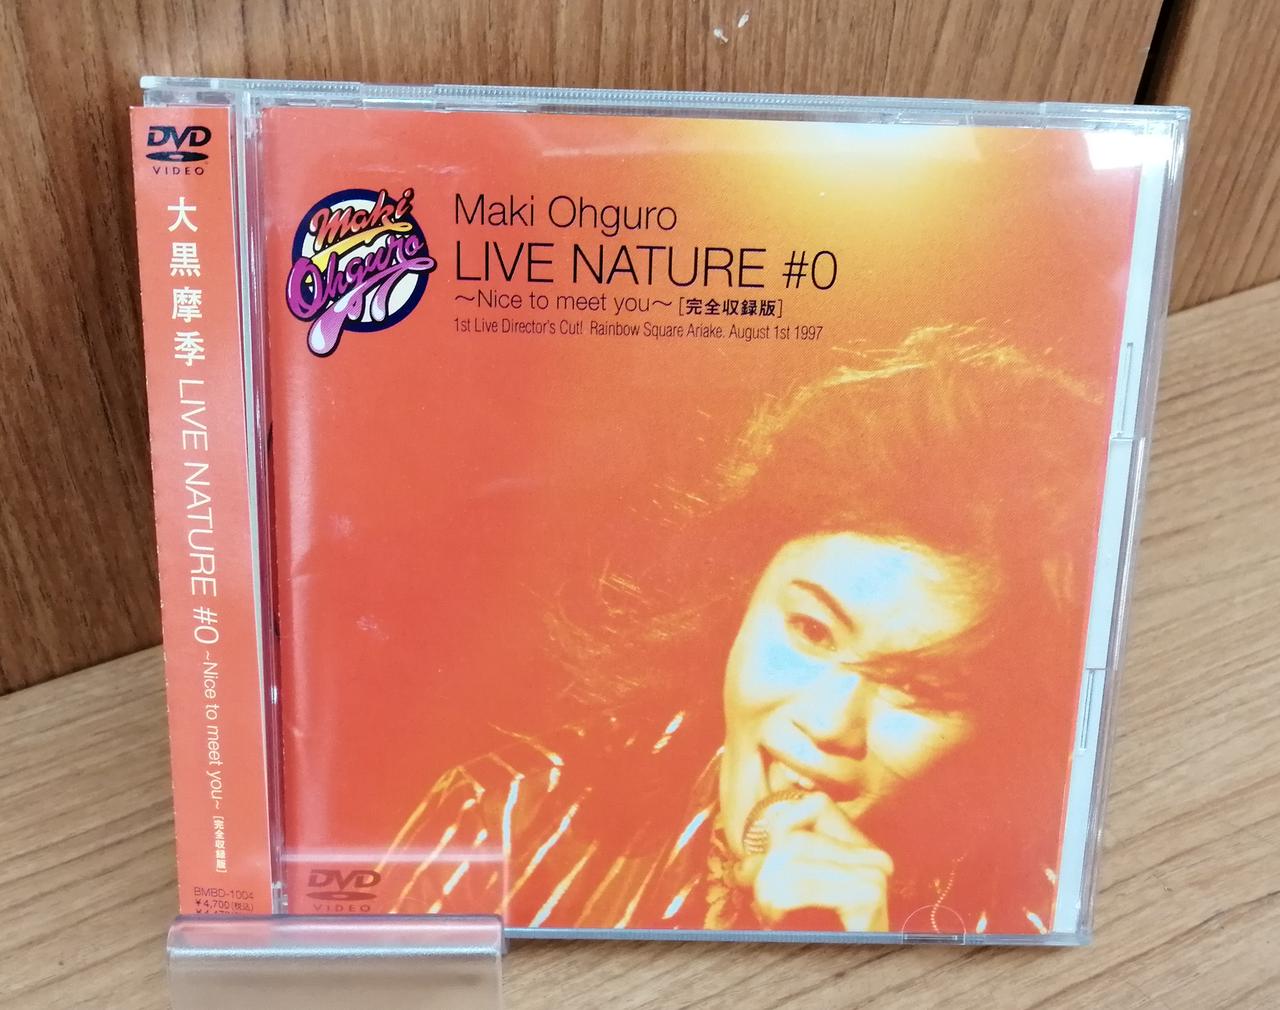 DVD
VIDEO
大黒摩季 LIVE NATURE #0 ~Nice to meet you~ [完全収録版]
BMBD-1004
¥4,700(税込)
Maki
Ohguro
Maki Ohguro
LIVE NATURE #0
～Nice to meet you～ [完全収録版]
1st Live Director's Cut! Rainbow Square Ariake. August 1st 1997
DVD
VIDEO